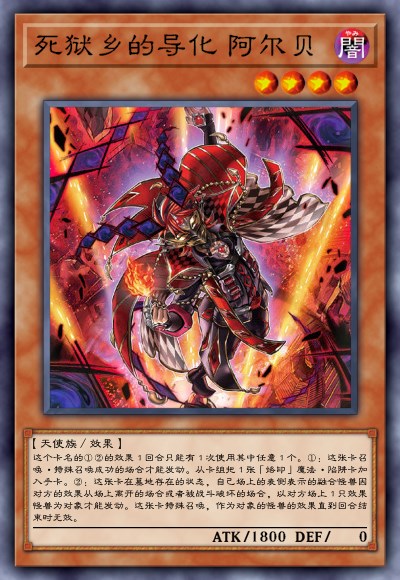 死狱乡的导化 阿尔贝
やみ
闇
【天使族／效果】
这个卡名的①②的效果1回合只能有1次使用其中任意1个。①：这张卡召
唤·特殊召唤成功的场合才能发动。从卡组把1张「烙印」魔法·陷阱卡加
入手卡。②：这张卡在墓地存在的状态，自己场上的表侧表示的融合怪兽因
对方的效果从场上离开的场合或者被战斗破坏的场合，以对方场上1只效果
怪兽为对象才能发动。这张卡特殊召唤，作为对象的怪兽的效果直到回合结
束时无效。
ATK/1800 DEF/ 0